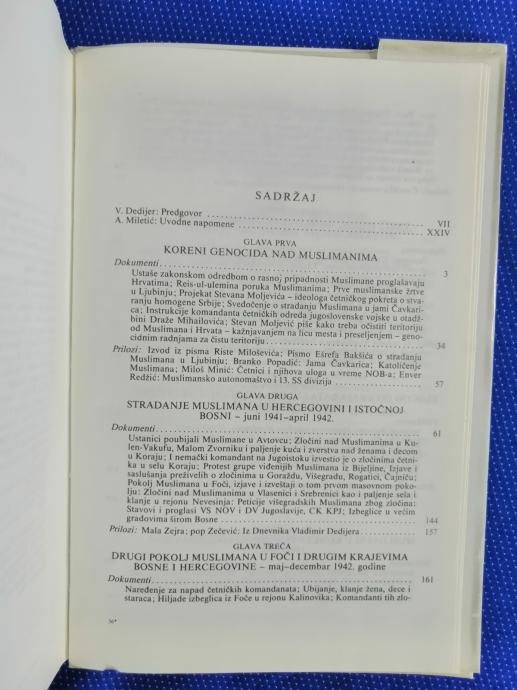 SADRŽAJ
V. Dedijer: Predgovor ........ VII
A. Miletić: Uvodne napomene ........ XXIV
GLAVA PRVA
KORENI GENOCIDA NAD MUSLIMANIMA
Dokumenti ........ 3
Ustaše zakonskom odredbom o rasnoj pripadnosti Muslimane proglašavaju
Hrvatima; Reis-ul-ulemina poruka Muslimanima; Prve muslimanske žrtve
u Ljubinju; Projekat Stevana Moljevića – ideologa četničkog pokreta o stva-
ranju homogene Srbije; Svedočenje o stradanju Muslimana u jami Čavkari-
ca; Instrukcije komandanta četničkih odreda jugoslovenske vojske u otadž-
bini Draže Mihailovića; Stevan Moljević piše kako treba očistiti teritoriju
od Muslimana i Hrvata – kažnjavanjem na licu mesta i preseljenjem – geno-
cidnim radnjama za čistu teritoriju ........ 34
Prilozi: Izvod iz pisma Riste Miloševića; Pismo Ešrefa Bakšića o stradanju
Muslimana u Ljubinju; Branko Popadić: Jama Čavkarica; Katoličenje
Muslimana; Miloš Minić: Četnici i njihova uloga u vreme NOB-a; Enver
Redžić: Muslimansko autonomaštvo i 13. SS divizija ........ 57
GLAVA DRUGA
STRADANJE MUSLIMANA U HERCEGOVINI I ISTOČNOJ
BOSNI – juni 1941–april 1942.
Dokumenti ........ 61
Ustanici poubijali Muslimane u Avtovcu; Zločini nad Muslimanima u Ku-
len-Vakufu, Malom Zvorniku i paljenje kuća i zverstva nad ženama i decom
u Koraju; I nemački komandant na Jugoistoku izvestio je o zločinima četni-
ka u selu Koraju; Protest grupe viđenijih Muslimana iz Bijeljine, Izjave i
saslušanja preživelih o zločinima u Goraždu, Višegradu, Rogatici, Čajniču;
Pokolj Muslimana u Foči, izjave i izveštaji o tom prvom masovnom poko-
lju: Zločini nad Muslimanima u Vlasenici i Srebrenici kao i paljenje sela i
klanje u rejonu Nevesinja: Peticije višegradskih Muslimana zbog zločina:
Stavovi i proglasi VS NOV i DV Jugoslavije, CK KPJ; Izbeglice u većim
gradovima širom Bosne ........ 144
Prilozi: Mala Zejra; pop Zečević: Iz Dnevnika Vladimir Dedijera ........ 157
GLAVA TREĆA
DRUGI POKOLJ MUSLIMANA U FOČI I DRUGIM KRAJEVIMA
BOSNE I HERCEGOVINE – maj–decembar 1942. godine
Dokumenti ........ 161
Naređenje za napad četničkih komandanata; Ubijanje, klanje žena, dece i
staraca; Hiljade izbeglica iz Foče u rejonu Kalinovika; Komandanti tih zlo-
36*